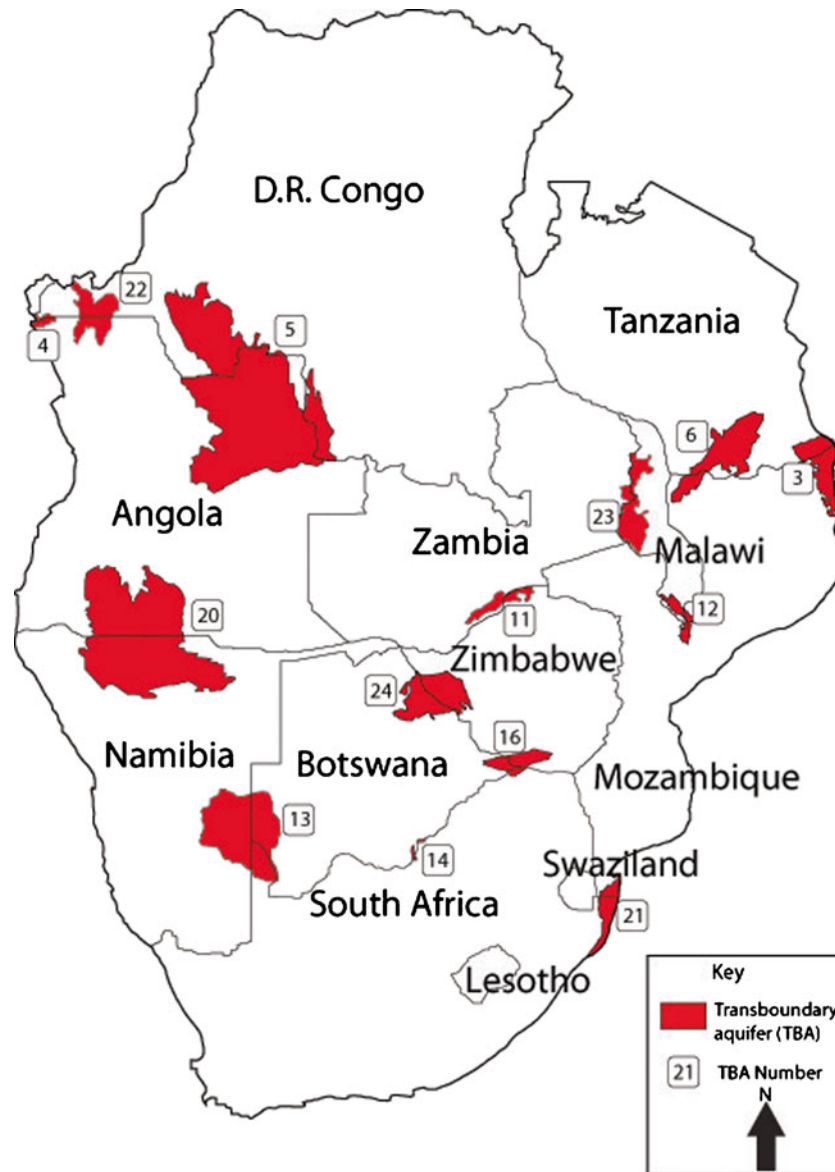 D.R. Congo
22
4
5
Tanzania
6
3
Angola
Zambia
23
Malawi
11
12
20
Zimbabwe
24
Namibia
Botswana
16
Mozambique
13
14
Swaziland
South Africa
21
Lesotho
Key
Transboundary
aquifer (TBA)
21 TBA Number
N